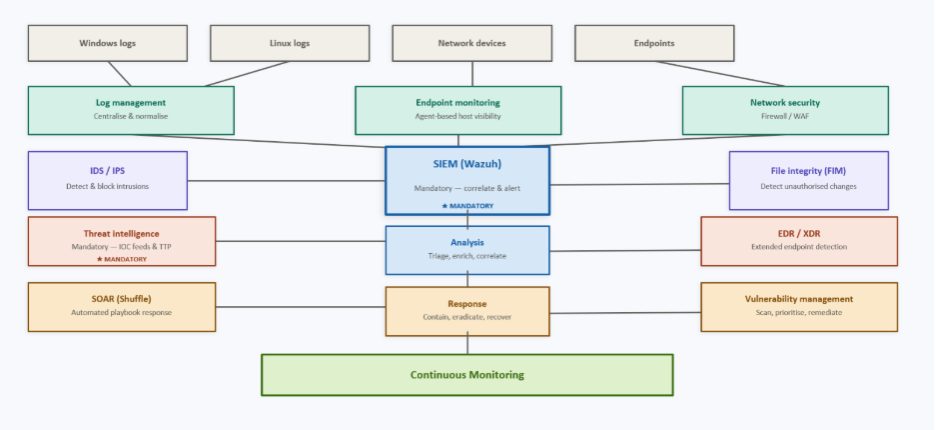 Windows logs
Linux logs
Network devices
Endpoints
Log management
Centralise & normalise
Endpoint monitoring
Agent-based host visibility
Network security
Firewall / WAF
IDS / IPS
Detect & block intrusions
SIEM (Wazuh)
Mandatory — correlate & alert
★ MANDATORY
File integrity (FIM)
Detect unauthorised changes
Threat Intelligence
Mandatory — IOC feeds & TTP
★ MANDATORY
Analysis
Triage, enrich, correlate
EDR / XDR
Extended endpoint detection
SOAR (Shuffle)
Automated playbook response
Response
Contain, eradicate, recover
Vulnerability management
Scan, prioritise, remediate
Continuous Monitoring